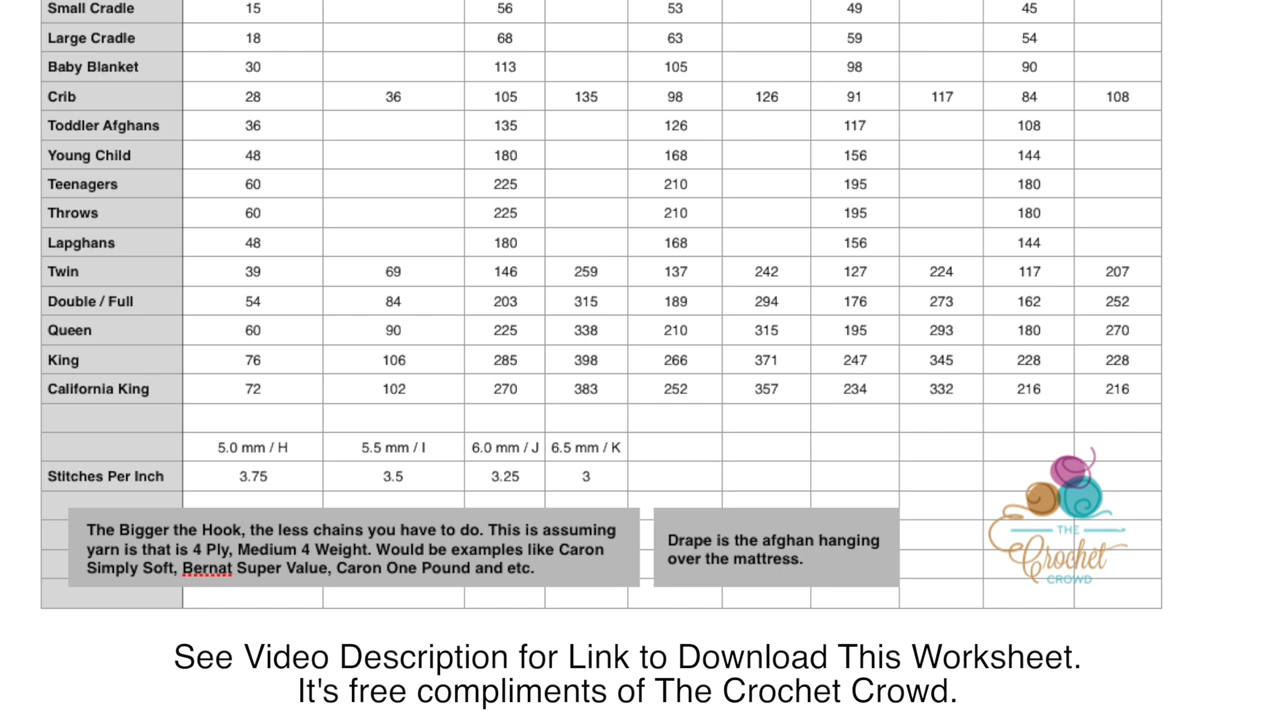 Small Cradle 15 56 53 49 45
Large Cradle 18 68 63 59 54
Baby Blanket 30 113 105 98 90
Crib 28 36 105 135 98 126 91 117 84 108
Toddler Afghans 36 135 126 117 108
Young Child 48 180 168 156 144
Teenagers 60 225 210 195 180
Throws 60 225 210 195 180
Lapghans 48 180 168 156 144
Twin 39 69 146 259 137 242 127 224 117 207
Double / Full 54 84 203 315 189 294 176 273 162 252
Queen 60 90 225 338 210 315 195 293 180 270
King 76 106 285 398 266 371 247 345 228 228
California King 72 102 270 383 252 357 234 332 216 216
5.0 mm / H 5.5 mm / I 6.0 mm / J 6.5 mm / K
Stitches Per Inch 3.75 3.5 3.25 3
The Bigger the Hook, the less chains you have to do. This is assuming
yarn is that is 4 Ply, Medium 4 Weight. Would be examples like Caron
Simply Soft, Bernat Super Value, Caron One Pound and etc.
Drape is the afghan hanging
over the mattress.
THE
Crochet
CROWD
See Video Description for Link to Download This Worksheet.
It's free compliments of The Crochet Crowd.